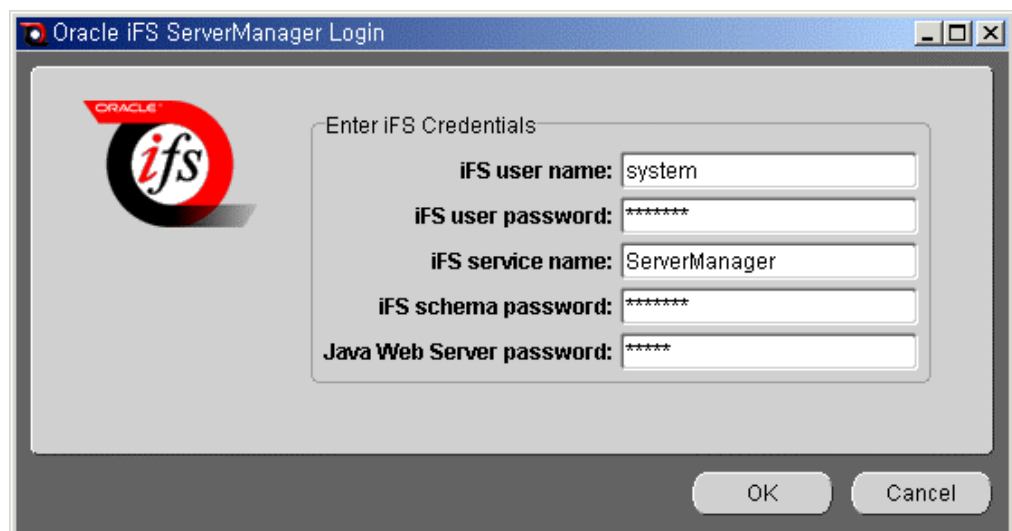 Oracle iFS ServerManager Login
ORACLE
ifs
Enter iFS Credentials
iFS user name: system
iFS user password: *******
iFS service name: ServerManager
iFS schema password: *******
Java Web Server password: *****
OK Cancel